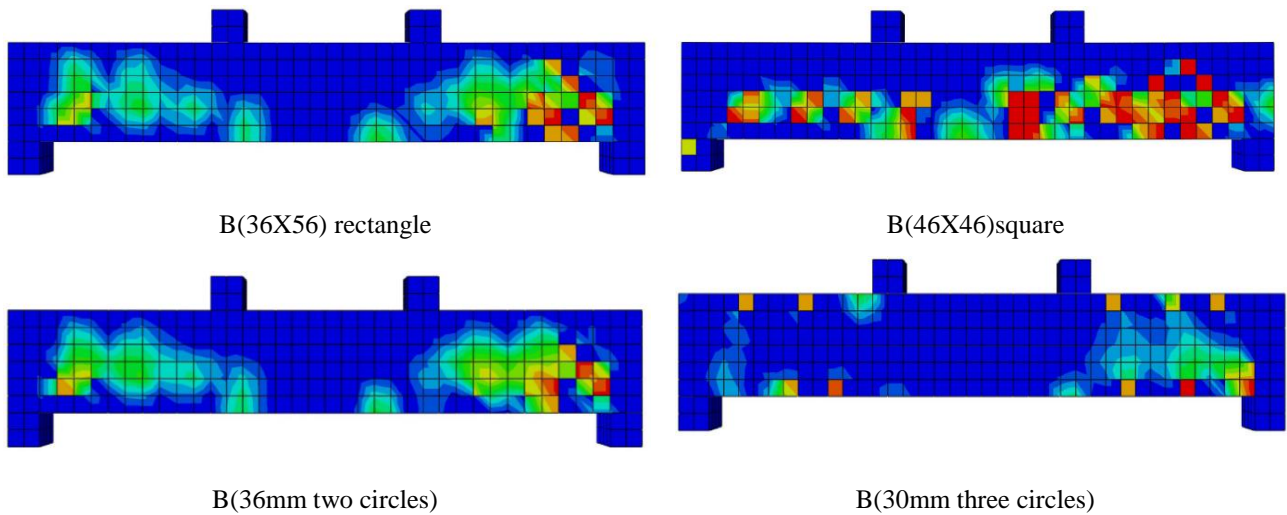 B(36X56) rectangle
B(46X46)square
B(36mm two circles)
B(30mm three circles)